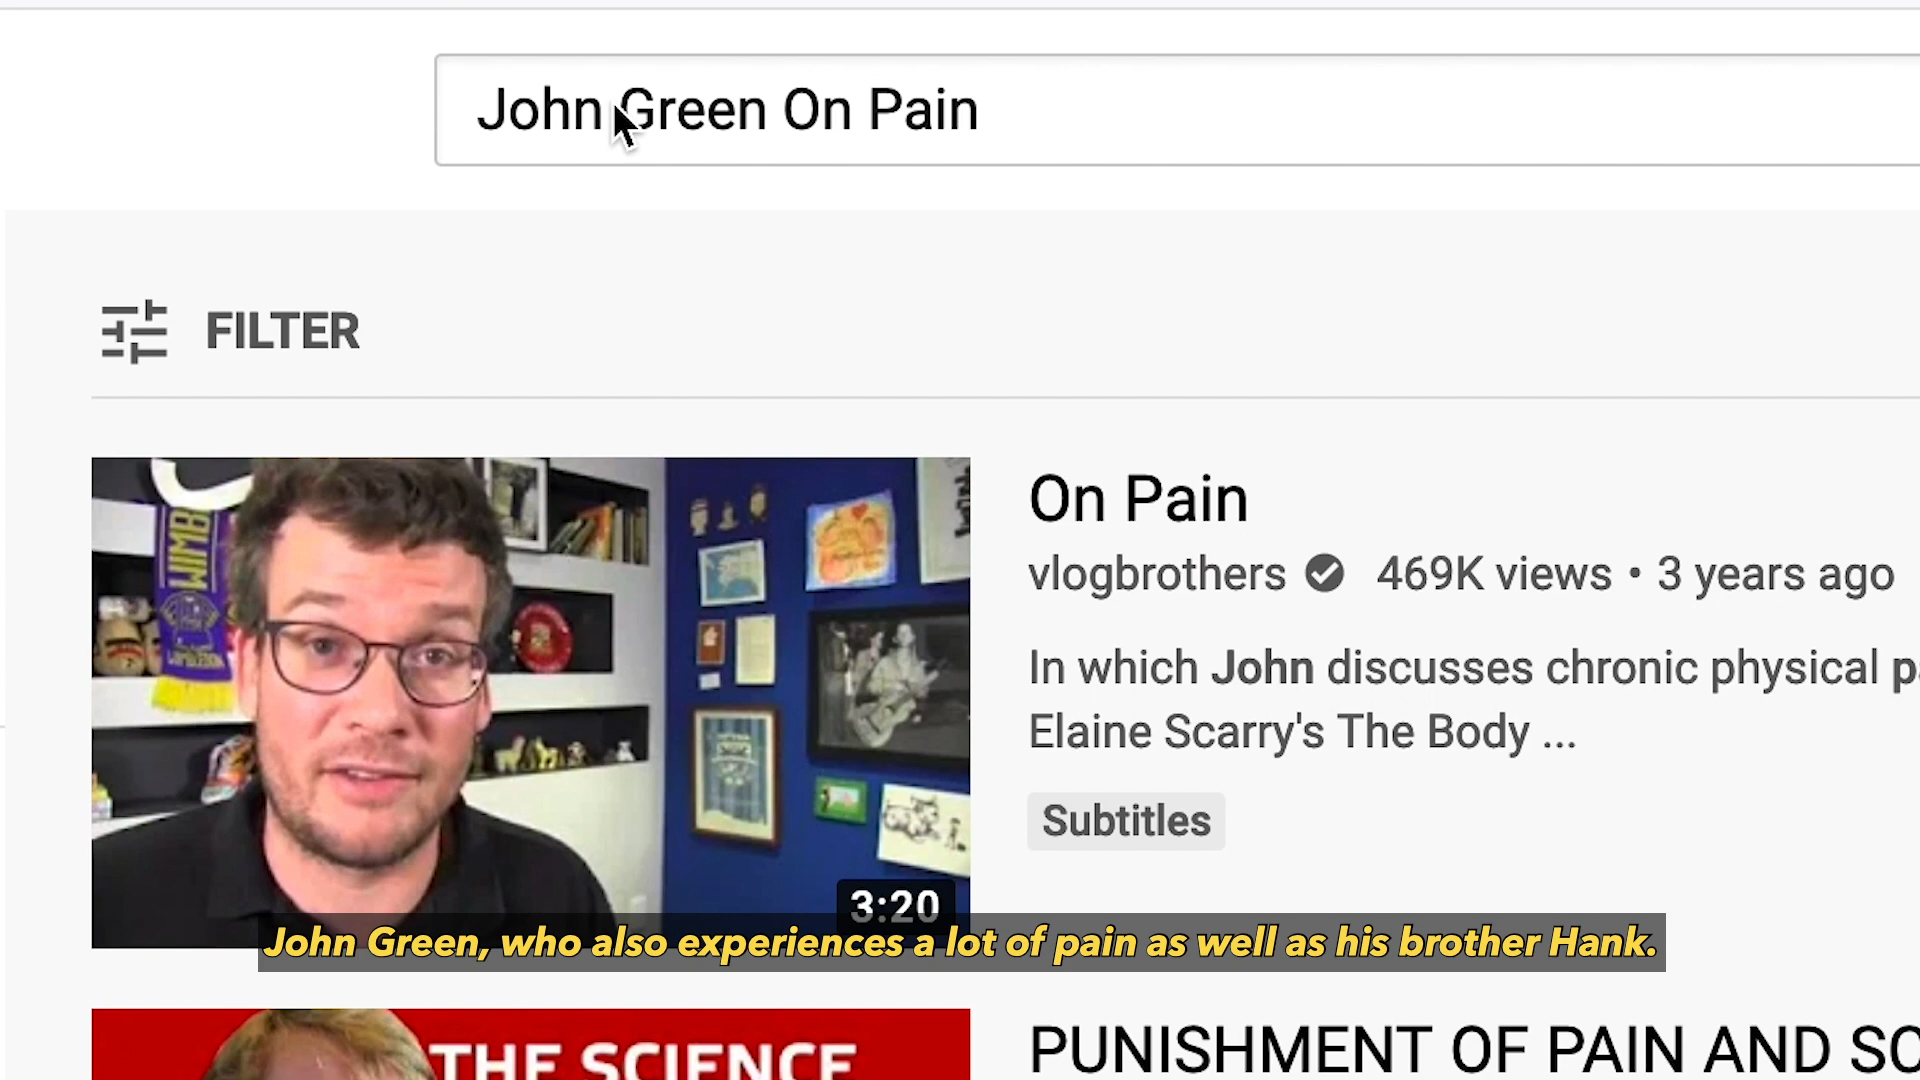 John Green On Pain
FILTER
On Pain
vlogbrothers 469K views • 3 years ago
In which John discusses chronic physical
Elaine Scarry's The Body ...
Subtitles
3:20
John Green, who also experiences a lot of pain as well as his brother Hank.
THE SCIENCE
PUNISHMENT OF PAIN AND